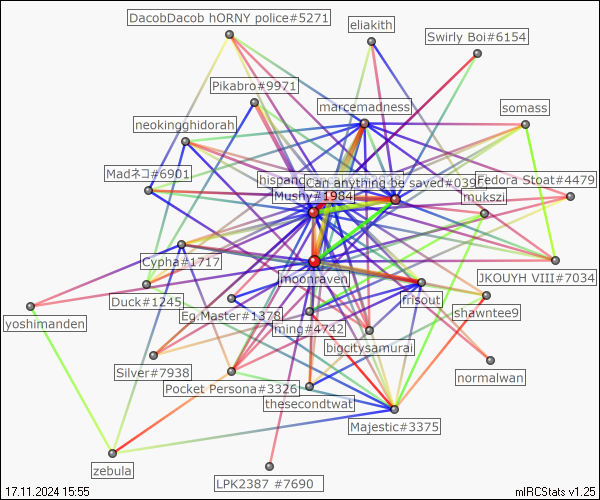 DacobDacob hORNY police#5271
eliakith
Swirly Boi#6154
Pikabro#9971
marcemadness
somass
neokingghidorah
Madネコ#6901
Can anything be saved#039
Fedora Stoat#4479
Mushy#1984
mukszi
Cypha#1717
moonraven
JKOUYH VIII#7034
Duck#1245
frisout
Eg.Master#1378
shawntee9
yoshimanden
ming#4742
bigcitysamurai
Silver#7938
normalwan
Pocket Persona#3326
thesecondtwat
Majestic#3375
zebula
LPK2387 #7690
17.11.2024 15:55
mIRCStats v1.25